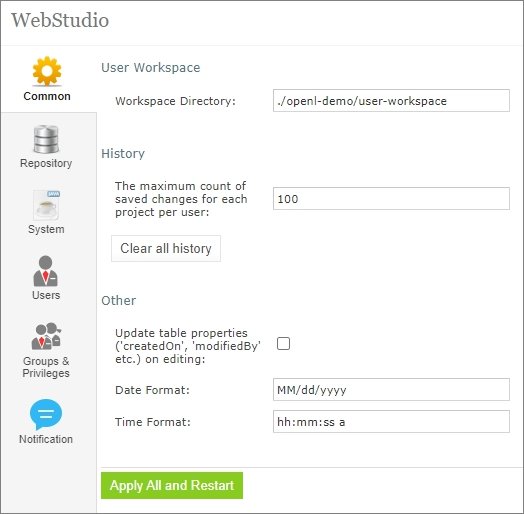 WebStudio
Common
Repository
System
Users
Groups &
Privileges
Notification
User Workspace
Workspace Directory:
./openl-demo/user-workspace
History
The maximum count of
saved changes for each
project per user:
100
Clear all history
Other
Update table properties
('createdOn', 'modifiedBy'
etc.) on editing:
Date Format:
MM/dd/yyyy
Time Format:
hh:mm:ss a
Apply All and Restart